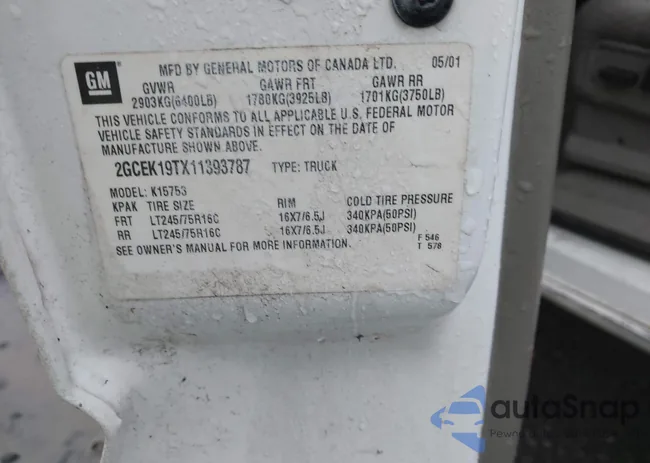 GM
MFD BY GENERAL MOTORS OF CANADA LTD. 05/01
GVWR GAWR FRT GAWR RR
2903KG(6400LB) 1780KG(3925LB) 1701KG(3750LB)
THIS VEHICLE CONFORMS TO ALL APPLICABLE U.S. FEDERAL MOTOR
VEHICLE SAFETY STANDARDS IN EFFECT ON THE DATE OF
MANUFACTURE SHOWN ABOVE.
2GCEK19TX11393787 TYPE: TRUCK
MODEL: K15753
KPAK TIRE SIZE RIM COLD TIRE PRESSURE
FRT LT245/75R16C 16X7/6.5J 340KPA(50PSI)
RR LT245/75R16C 16X7/6.5J 340KPA(50PSI)
SEE OWNER'S MANUAL FOR MORE INFORMATION.
F 546
T 578
autoSnap